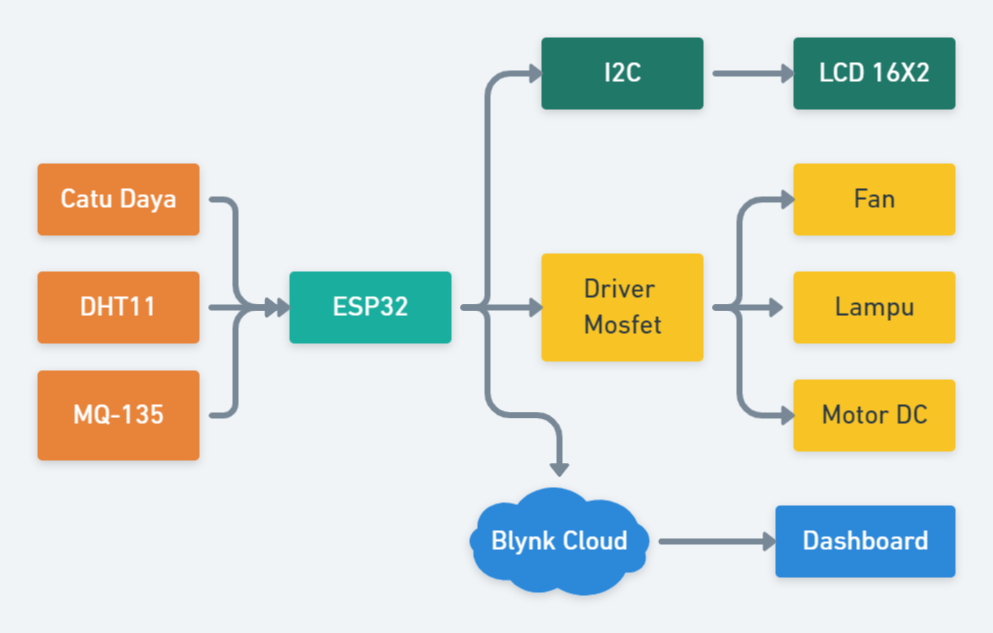 I2C
LCD 16X2
Catu Daya
Fan
DHT11
ESP32
Driver
Mosfet
Lampu
MQ-135
Motor DC
Blynk Cloud
Dashboard